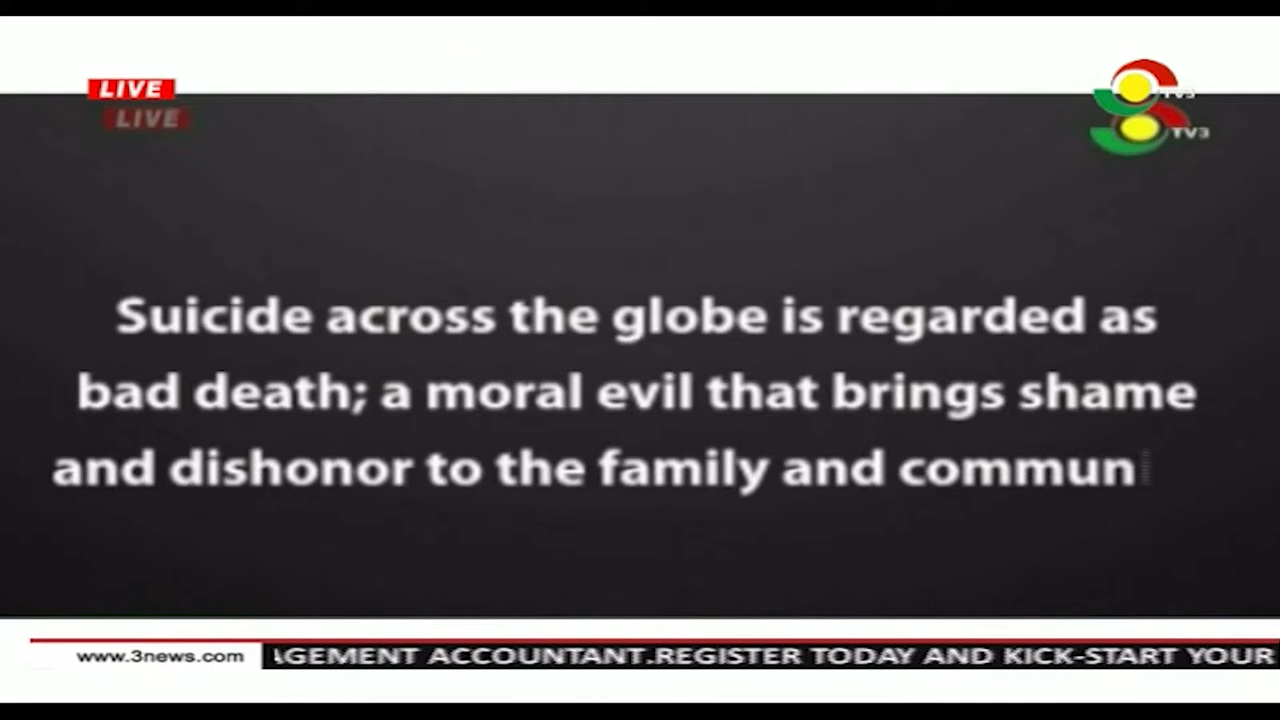 LIVE
LIVE
TV3
TV3
Suicide across the globe is regarded as
bad death; a moral evil that brings shame
and dishonor to the family and commun
www.3news.com
AGEMENT ACCOUNTANT.REGISTER TODAY AND KICK-START YOUR